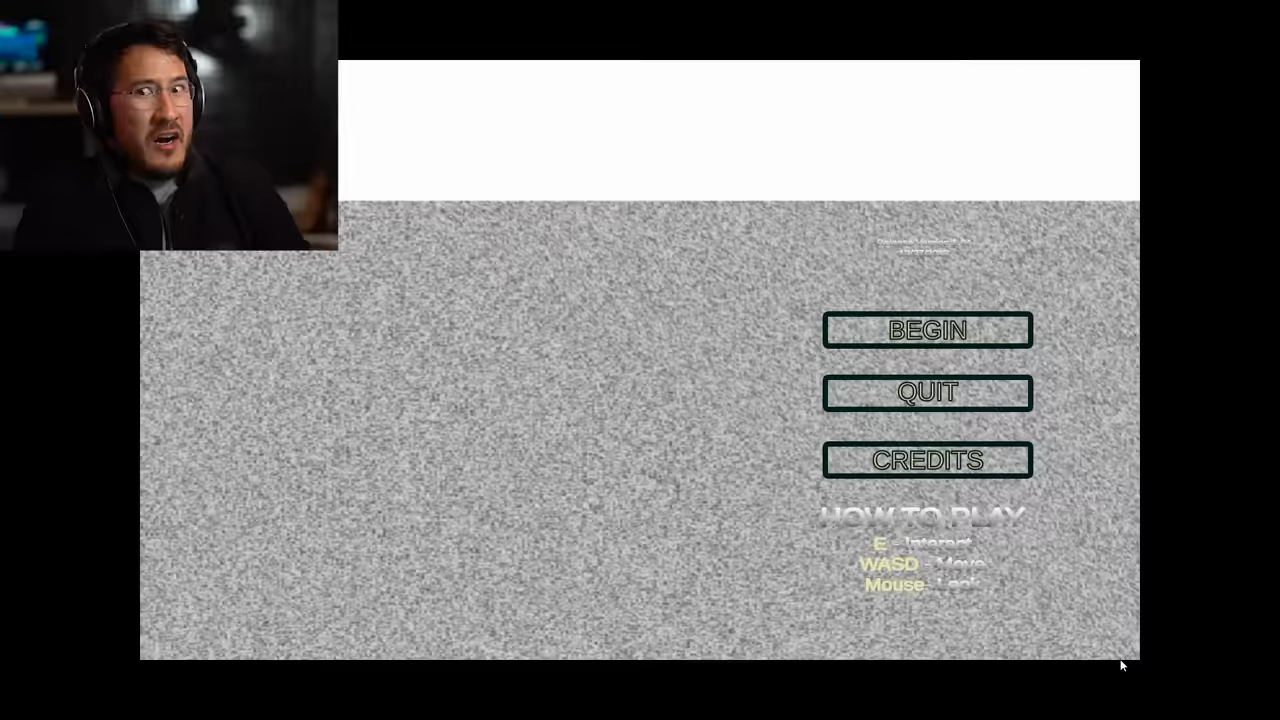 BEGIN
QUIT
CREDITS
HOW TO PLAY
E - Interact
WASD - Move
Mouse- Look